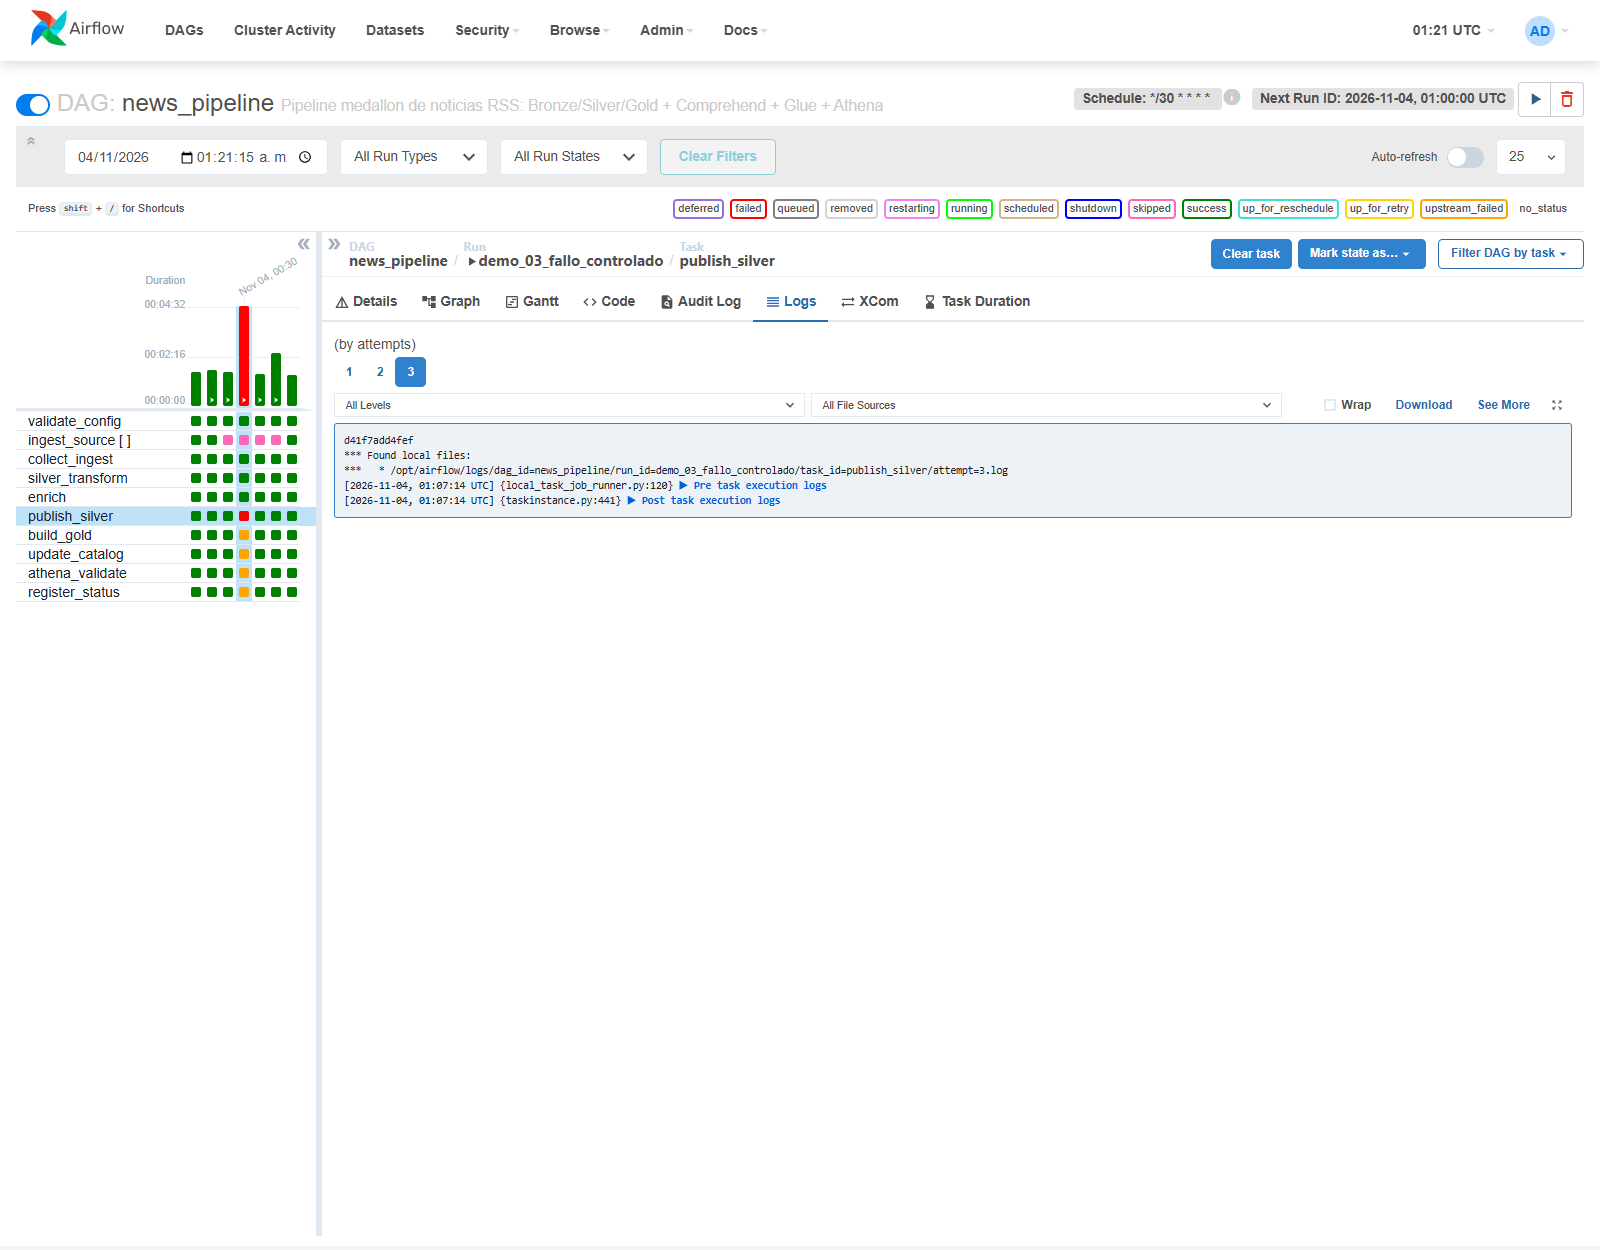 Airflow
DAGs
Cluster Activity
Datasets
Security
Browse
Admin
Docs
01:21 UTC
AD
DAG: news_pipeline Pipeline medallon de noticias RSS: Bronze/Silver/Gold + Comprehend + Glue + Athena
Schedule: */30 * * * *
i
Next Run ID: 2026-11-04, 01:00:00 UTC
04/11/2026 01:21:15 a. m
All Run Types
All Run States
Clear Filters
Auto-refresh
25
Press shift + / for Shortcuts
deferred
failed
queued
removed
restarting
running
scheduled
shutdown
skipped
success
up_for_reschedule
up_for_retry
upstream_failed
no_status
Duration
Nov 04, 00:30
00:04:32
00:02:16
00:00:00
validate_config
ingest_source [ ]
collect_ingest
silver_transform
enrich
publish_silver
build_gold
update_catalog
athena_validate
register_status
DAG
news_pipeline
/
Run
demo_03_fallo_controlado
/
Task
publish_silver
Clear task
Mark state as...
Filter DAG by task
Details
Graph
Gantt
Code
Audit Log
Logs
XCom
Task Duration
(by attempts)
1
2
3
All Levels
All File Sources
Wrap
Download
See More
d41f7add4fef
*** Found local files:
***   * /opt/airflow/logs/dag_id=news_pipeline/run_id=demo_03_fallo_controlado/task_id=publish_silver/attempt=3.log
[2026-11-04, 01:07:14 UTC] {local_task_job_runner.py:120} ▶ Pre task execution logs
[2026-11-04, 01:07:14 UTC] {taskinstance.py:441} ▶ Post task execution logs